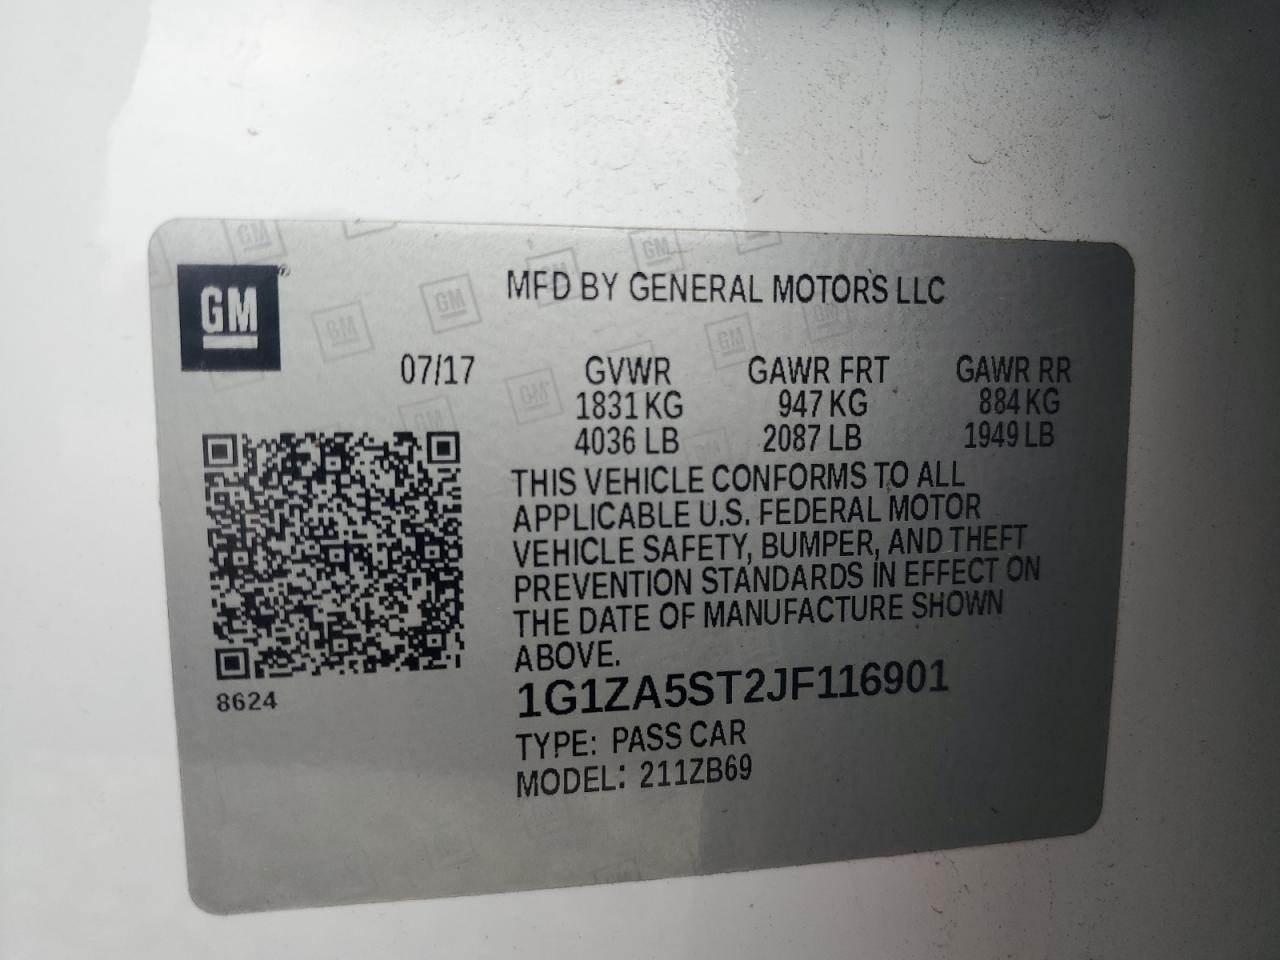 GM
MFD BY GENERAL MOTORS LLC
07/17 GVWR GAWR FRT GAWR RR
1831 KG 947 KG 884 KG
4036 LB 2087 LB 1949 LB
THIS VEHICLE CONFORMS TO ALL
APPLICABLE U.S. FEDERAL MOTOR
VEHICLE SAFETY, BUMPER, AND THEFT
PREVENTION STANDARDS IN EFFECT ON
THE DATE OF MANUFACTURE SHOWN
ABOVE.
8624
1G1ZA5ST2JF116901
TYPE: PASS CAR
MODEL: 211ZB69